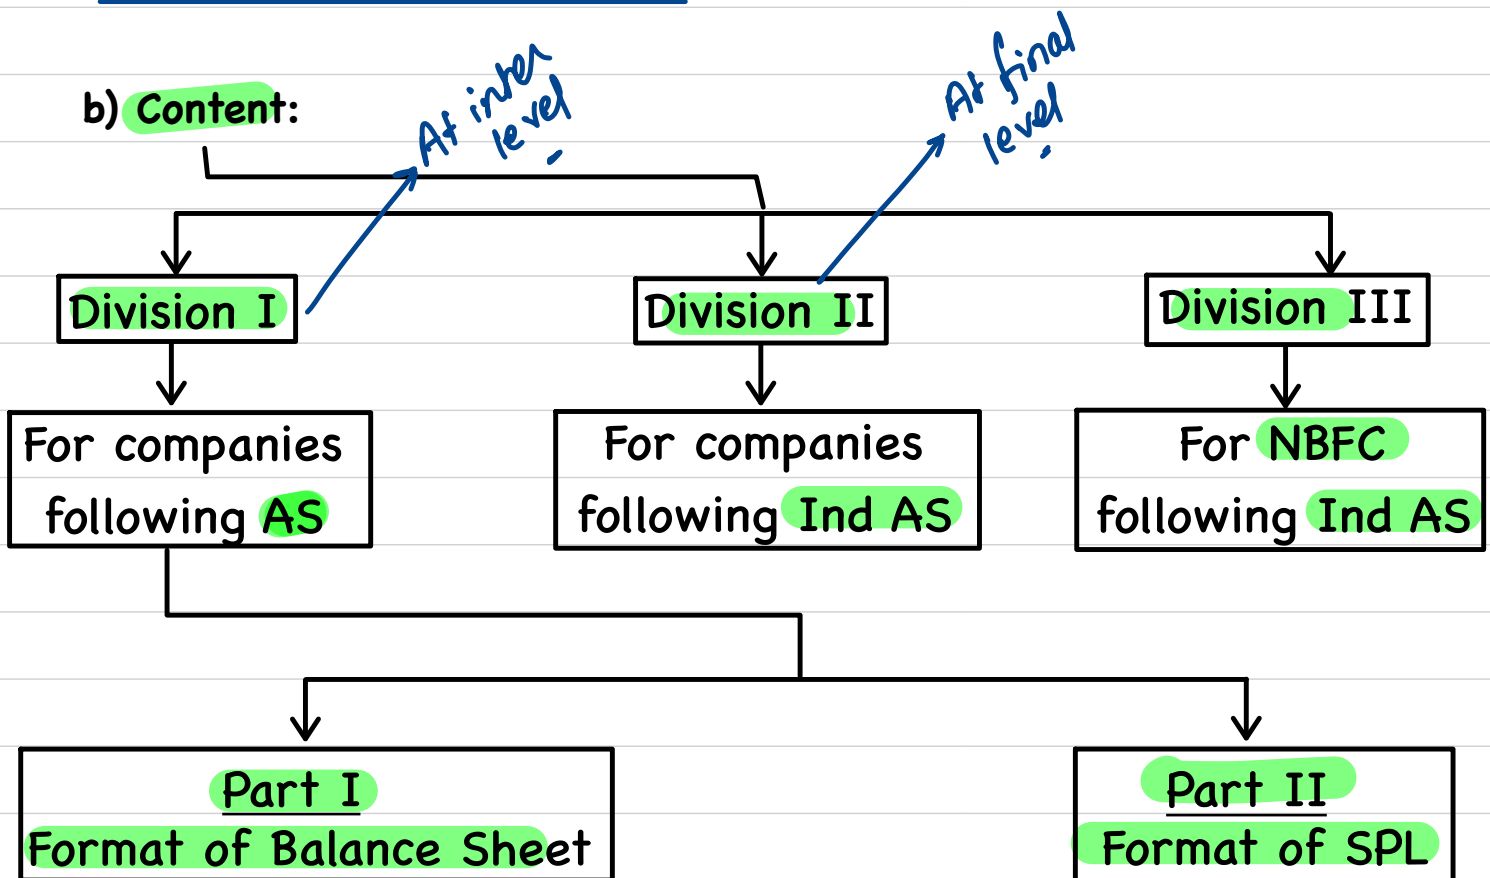 b) Content:
At inter
level
At final
level
Division I
Division II
Division III
For companies
following AS
For companies
following Ind AS
For NBFC
following Ind AS
Part I
Format of Balance Sheet
Part II
Format of SPL